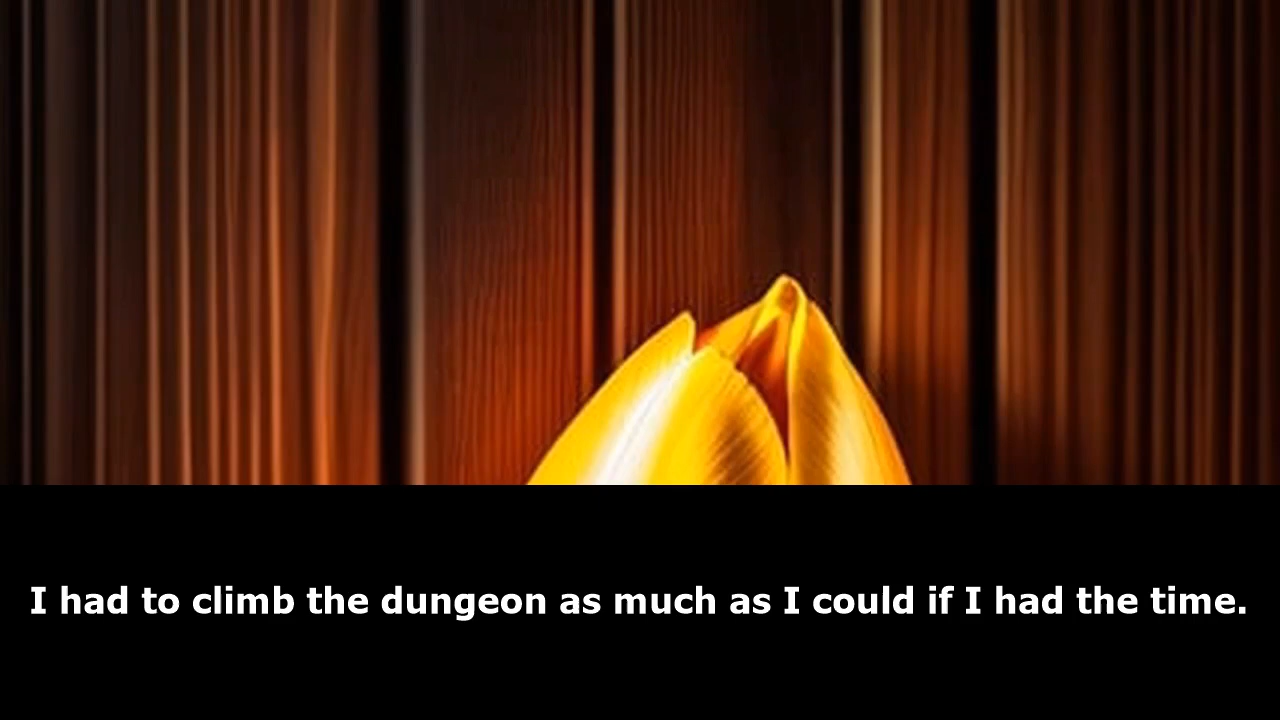 I had to climb the dungeon as much as I could if I had the time.